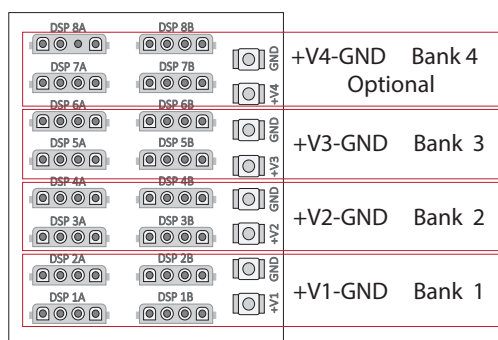 DSP 8A DSP 8B
GND
+V4-GND Bank 4
DSP 7A DSP 7B
Optional
+V4
DSP 6A DSP 6B
GND
+V3-GND Bank 3
DSP 5A DSP 5B
+V3
DSP 4A DSP 4B
GND
+V2-GND Bank 2
DSP 3A DSP 3B
+V2
DSP 2A DSP 2B
GND
+V1-GND Bank 1
DSP 1A DSP 1B
+V1